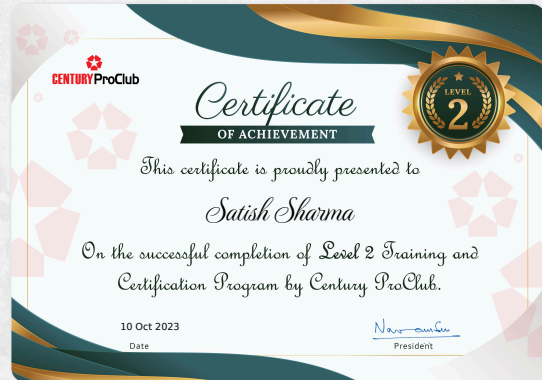 CENTURY ProClub
Certificate
OF ACHIEVEMENT
LEVEL
2
This certificate is proudly presented to
Satish Sharma
On the successful completion of Level 2 Training and
Certification Program by Century ProClub.
10 Oct 2023
Date
President